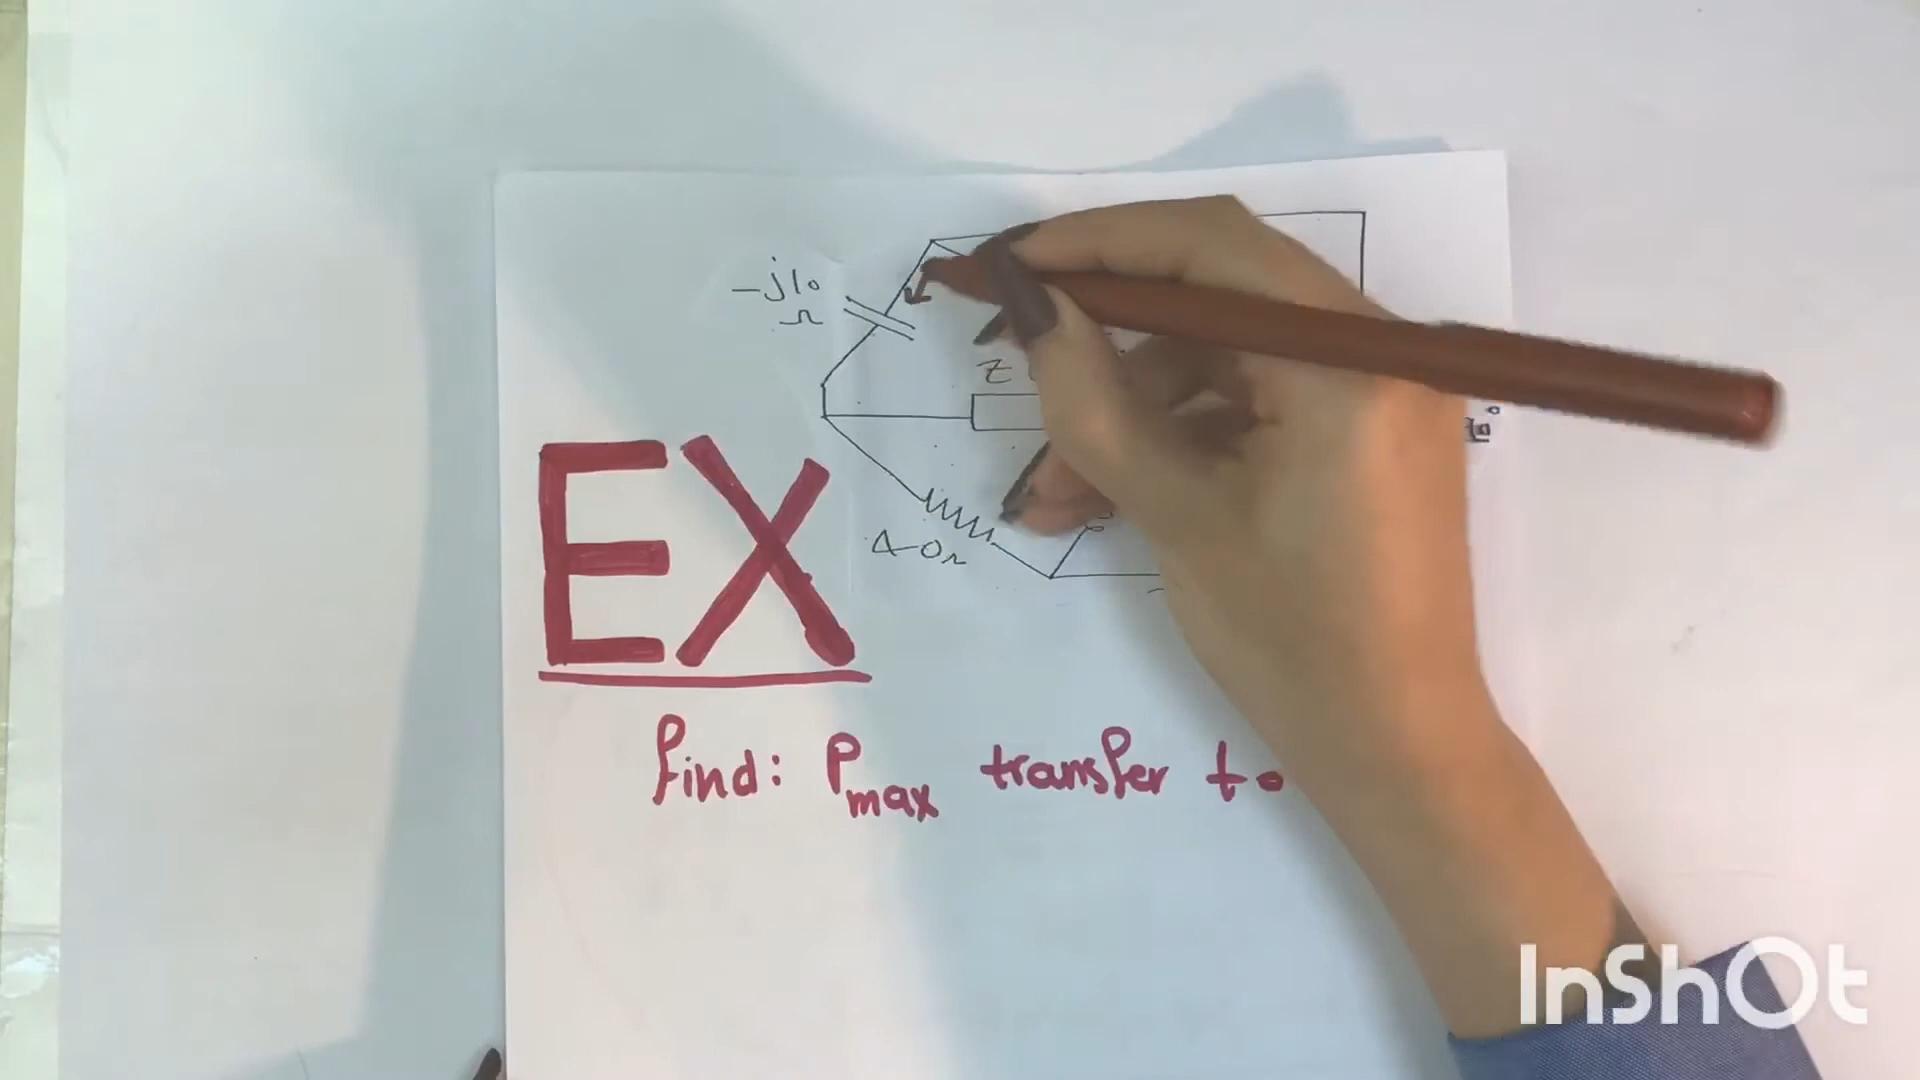 -j10
Ω
Z
40Ω
EX
find: Pmax transfer to
InShOt